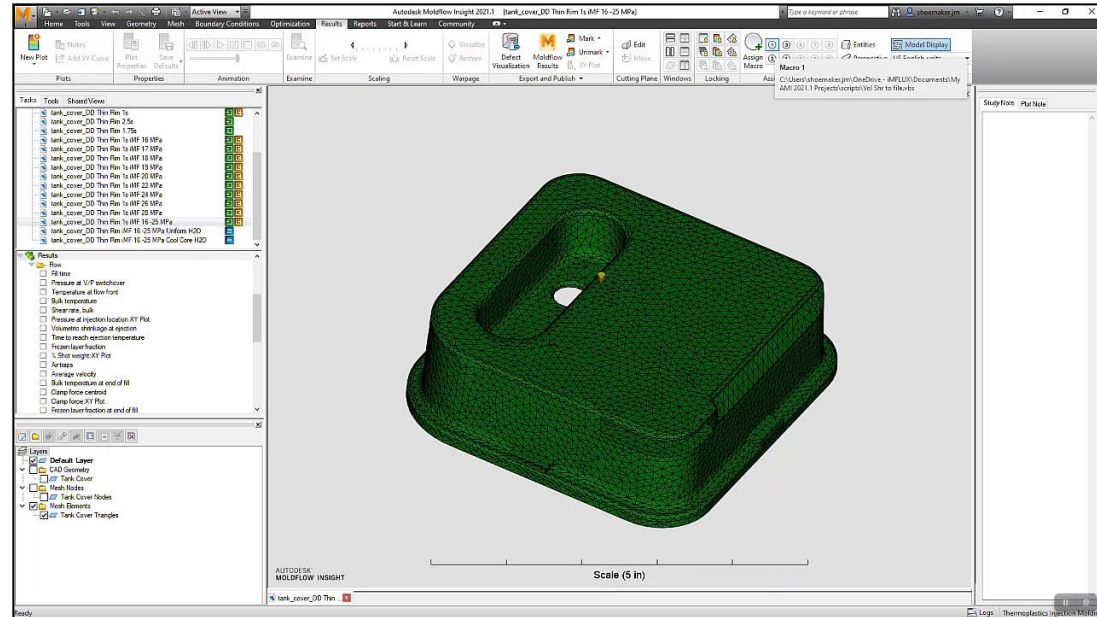 Active View
Autodesk Moldflow Insight 2021.1 [tank_cover_DD Thin Rim 1s iMF 16 -25 MPa]
Type a keyword or phrase
shoemaker.jm
Home Tools View Geometry Mesh Boundary Conditions Optimization Results Reports Start & Learn Community
New Plot
Notes
Add XY Curve
Plot Properties
Save Defaults
Examine
Set Scale
Reset Scale
Visualize
Restore
Defect Visualization
Moldflow Results
Mark
Unmark
XY Plot
Edit
Move
Assign Macro
Entities
Perspective
Model Display
US English units
Plots Properties Animation Examine Scaling Warpage Export and Publish Cutting Plane Windows Locking
Macro 1
C:\Users\shoemaker.jm\OneDrive - iMFLUX\Documents\My
AMI 2021.1 Projects\scripts\Vol Shr to file.vbs
Tasks Tools Shared Views
tank_cover_DD Thin Rim 1s
tank_cover_DD Thin Rim 2.5s
tank_cover_DD Thin Rim 1.75s
tank_cover_DD Thin Rim 1s iMF 16 MPa
tank_cover_DD Thin Rim 1s iMF 17 MPa
tank_cover_DD Thin Rim 1s iMF 18 MPa
tank_cover_DD Thin Rim 1s iMF 19 MPa
tank_cover_DD Thin Rim 1s iMF 20 MPa
tank_cover_DD Thin Rim 1s iMF 22 MPa
tank_cover_DD Thin Rim 1s iMF 24 MPa
tank_cover_DD Thin Rim 1s iMF 26 MPa
tank_cover_DD Thin Rim 1s iMF 28 MPa
tank_cover_DD Thin Rim 1s iMF 16 -25 MPa
tank_cover_DD Thin Rim iMF 16 -25 MPa Uniform H2O
tank_cover_DD Thin Rim iMF 16 -25 MPa Cool Core H2O
Results
Flow
Fill time
Pressure at V/P switchover
Temperature at flow front
Bulk temperature
Shear rate, bulk
Pressure at injection location:XY Plot
Volumetric shrinkage at ejection
Time to reach ejection temperature
Frozen layer fraction
% Shot weight:XY Plot
Air traps
Average velocity
Bulk temperature at end of fill
Clamp force centroid
Clamp force:XY Plot
Frozen layer fraction at end of fill
Layers
Default Layer
CAD Geometry
Tank Cover
Mesh Nodes
Tank Cover Nodes
Mesh Elements
Tank Cover Triangles
Study Note Plot Note
AUTODESK
MOLDFLOW INSIGHT
Scale (5 in)
tank_cover_DD Thin ...
Ready
Logs
Thermoplastics Injection Moldi